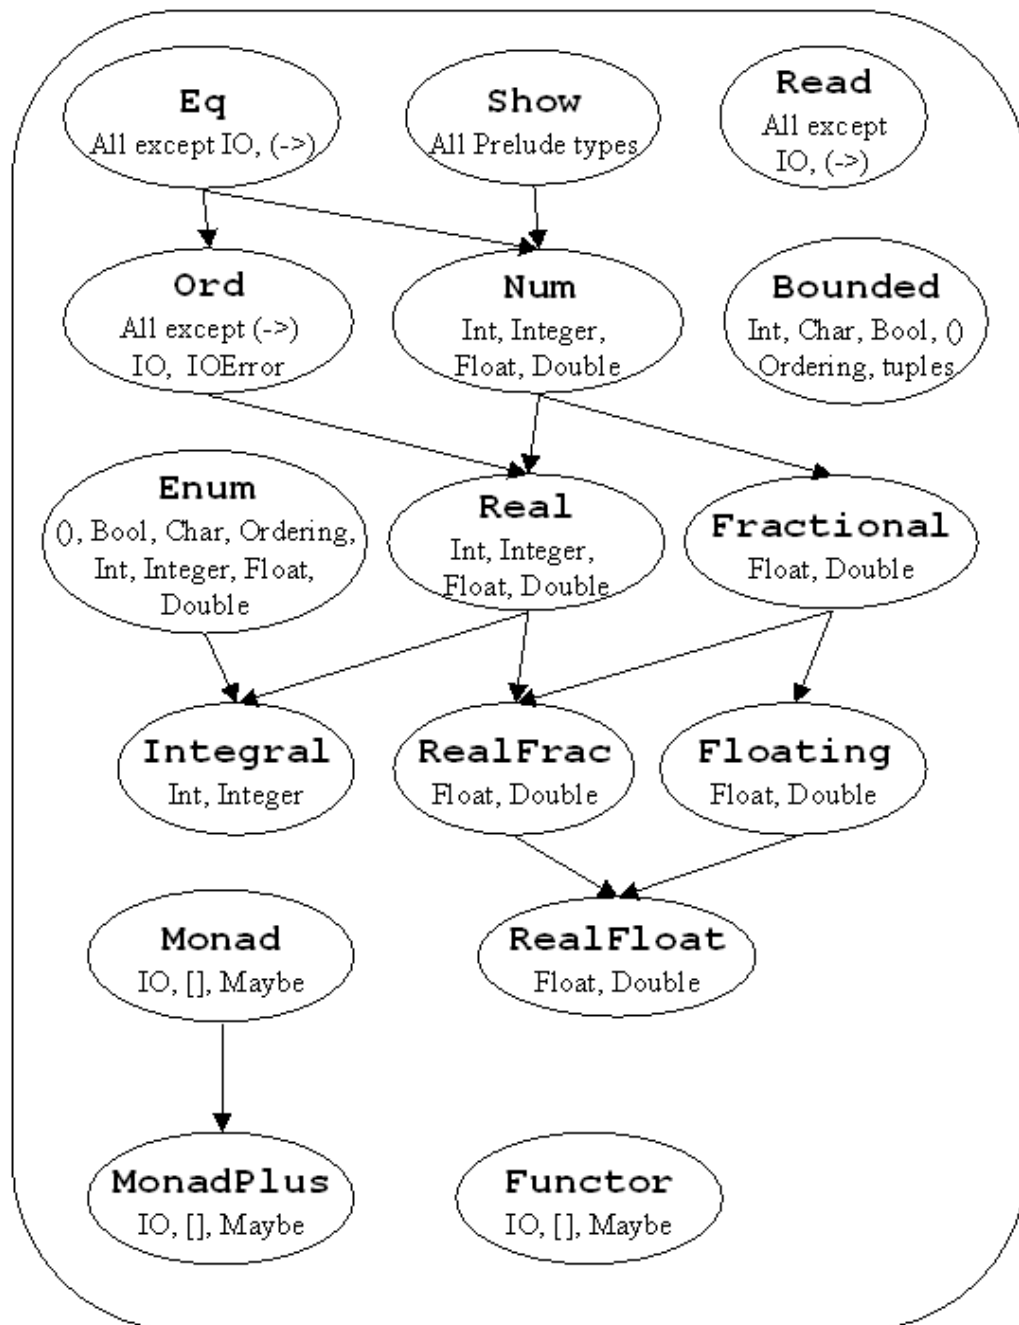 Eq
All except IO, (->)
Show
All Prelude types
Read
All except
IO, (->)
Ord
All except (->)
IO, IOError
Num
Int, Integer,
Float, Double
Bounded
Int, Char, Bool, ()
Ordering, tuples
Enum
(), Bool, Char, Ordering,
Int, Integer, Float,
Double
Real
Int, Integer,
Float, Double
Fractional
Float, Double
Integral
Int, Integer
RealFrac
Float, Double
Floating
Float, Double
Monad
IO, [], Maybe
RealFloat
Float, Double
MonadPlus
IO, [], Maybe
Functor
IO, [], Maybe